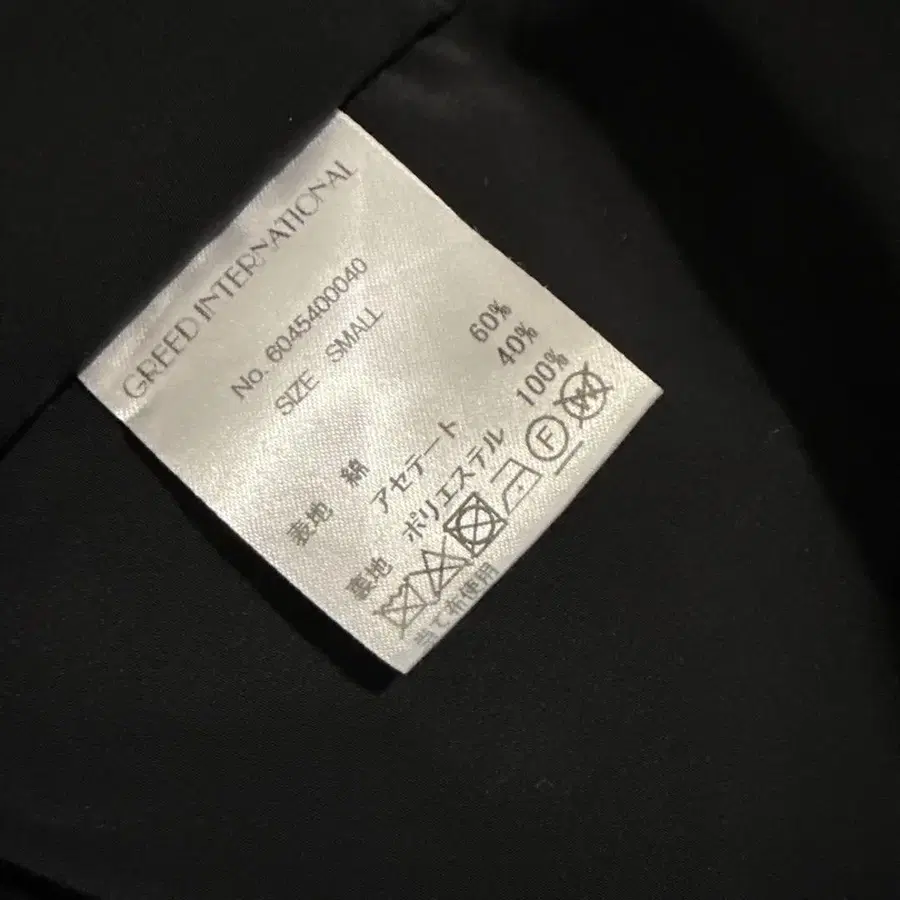 GREED INTERNATIONAL
No. 6045400040
SIZE SMALL
表地 綿 60%
アセテート 40%
裏地 ポリエステル 100%
F W
当て布使用